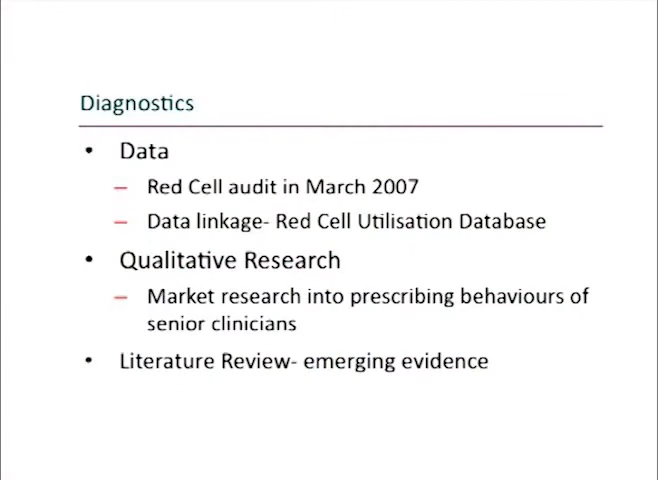 Diagnostics
• Data
– Red Cell audit in March 2007
– Data linkage- Red Cell Utilisation Database
• Qualitative Research
– Market research into prescribing behaviours of
senior clinicians
• Literature Review- emerging evidence